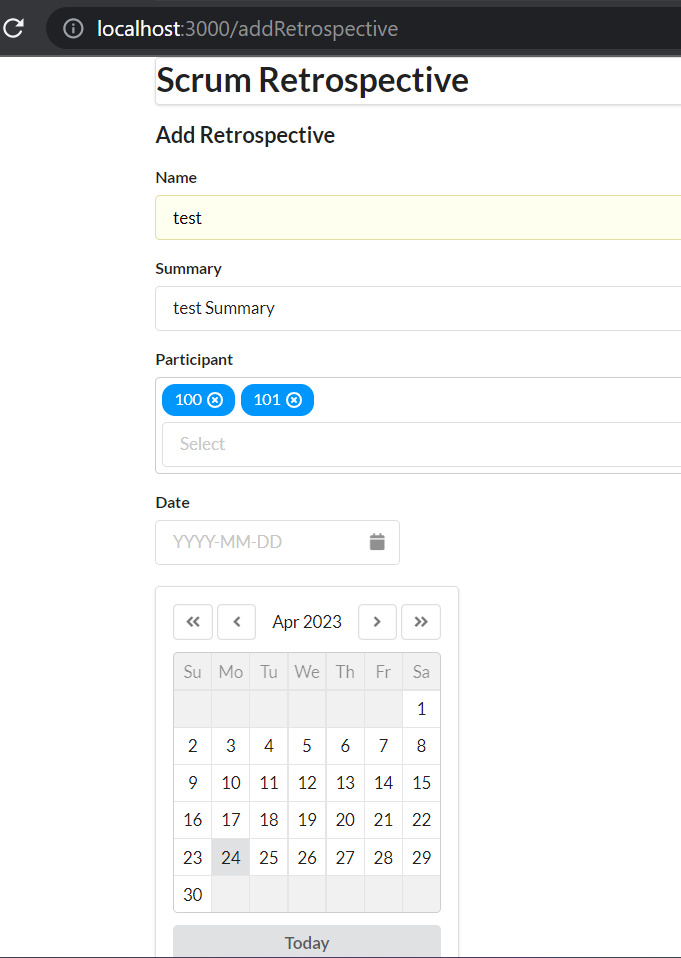 localhost:3000/addRetrospective
Scrum Retrospective
Add Retrospective
Name
test
Summary
test Summary
Participant
100 101
Select
Date
YYYY-MM-DD
Apr 2023
Su Mo Tu We Th Fr Sa
1
2 3 4 5 6 7 8
9 10 11 12 13 14 15
16 17 18 19 20 21 22
23 24 25 26 27 28 29
30
Today